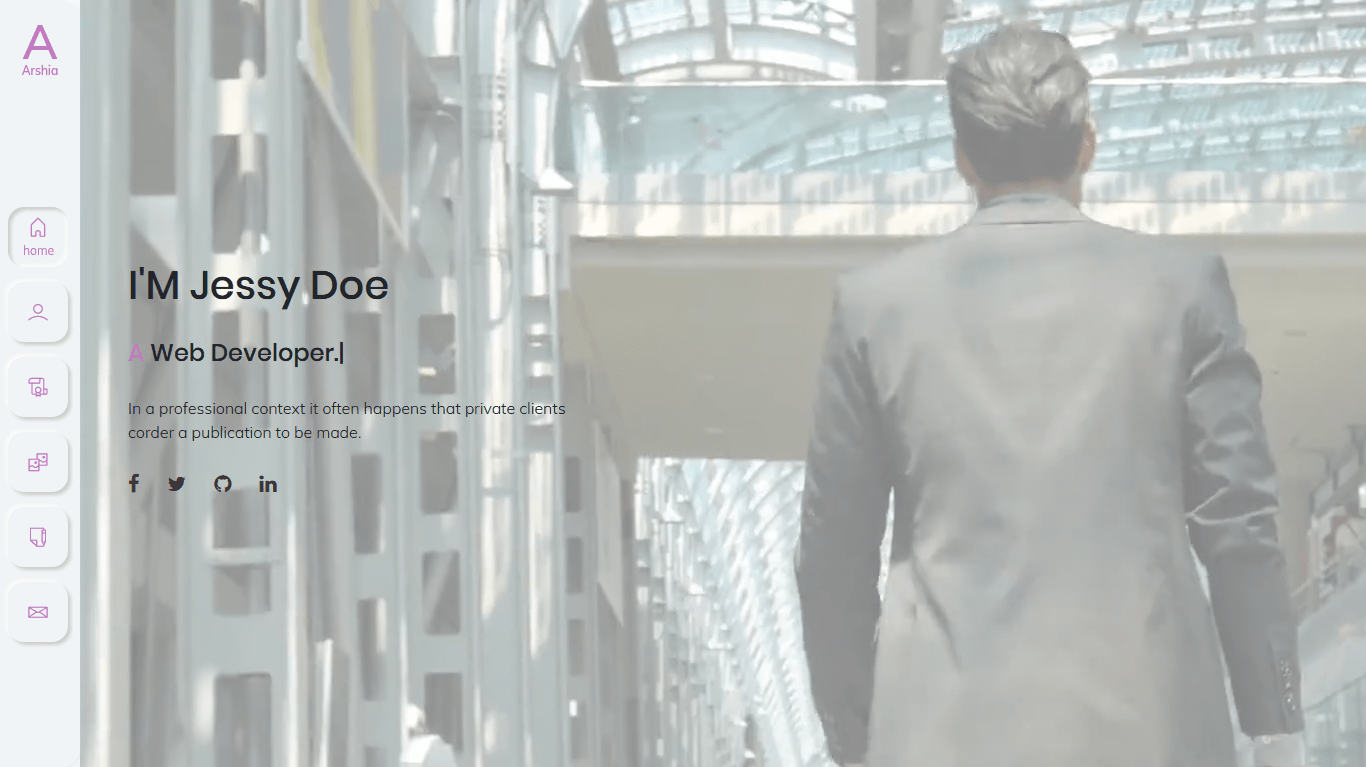 A
Arshia
home
I'M Jessy Doe
A Web Developer.|
In a professional context it often happens that private clients
corder a publication to be made.